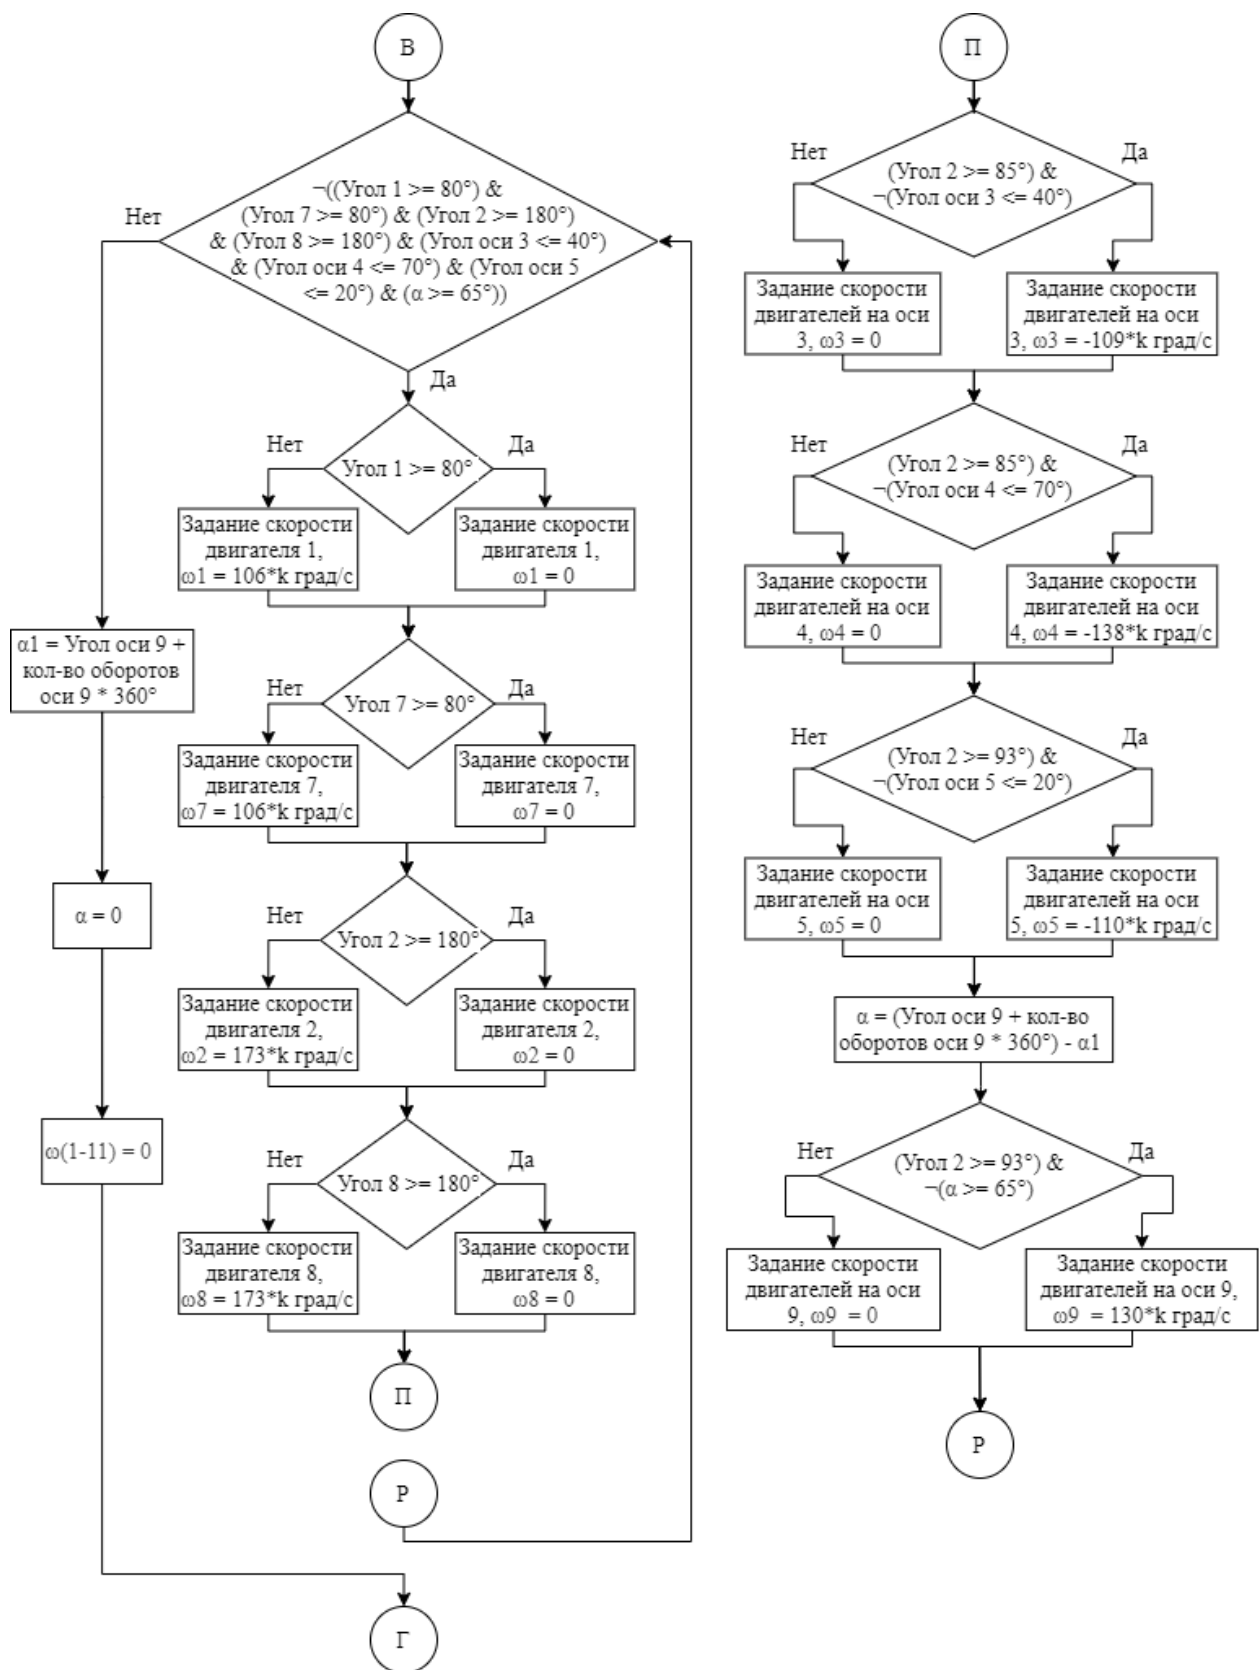 В
¬((Угол 1 >= 80°) &
(Угол 7 >= 80°) & (Угол 2 >= 180°)
& (Угол 8 >= 180°) & (Угол оси 3 <= 40°)
& (Угол оси 4 <= 70°) & (Угол оси 5
<= 20°) & (α >= 65°))
Нет
Да
Угол 1 >= 80°
Нет
Да
Задание скорости
двигателя 1,
ω1 = 106*k град/с
Задание скорости
двигателя 1,
ω1 = 0
α1 = Угол оси 9 +
кол-во оборотов
оси 9 * 360°
Нет
Да
Угол 7 >= 80°
Задание скорости
двигателя 7,
ω7 = 106*k град/с
Задание скорости
двигателя 7,
ω7 = 0
α = 0
Нет
Да
Угол 2 >= 180°
Задание скорости
двигателя 2,
ω2 = 173*k град/с
Задание скорости
двигателя 2,
ω2 = 0
ω(1-11) = 0
Нет
Да
Угол 8 >= 180°
Задание скорости
двигателя 8,
ω8 = 173*k град/с
Задание скорости
двигателя 8,
ω8 = 0
П
Р
Г
П
Нет
Да
(Угол 2 >= 85°) &
¬(Угол оси 3 <= 40°)
Задание скорости
двигателей на оси
3, ω3 = 0
Задание скорости
двигателей на оси
3, ω3 = -109*k град/с
Нет
Да
(Угол 2 >= 85°) &
¬(Угол оси 4 <= 70°)
Задание скорости
двигателей на оси
4, ω4 = 0
Задание скорости
двигателей на оси
4, ω4 = -138*k град/с
Нет
Да
(Угол 2 >= 93°) &
¬(Угол оси 5 <= 20°)
Задание скорости
двигателей на оси
5, ω5 = 0
Задание скорости
двигателей на оси
5, ω5 = -110*k град/с
α = (Угол оси 9 + кол-во
оборотов оси 9 * 360°) - α1
Нет
Да
(Угол 2 >= 93°) &
¬(α >= 65°)
Задание скорости
двигателей на оси
9, ω9 = 0
Задание скорости
двигателей на оси 9,
ω9 = 130*k град/с
Р